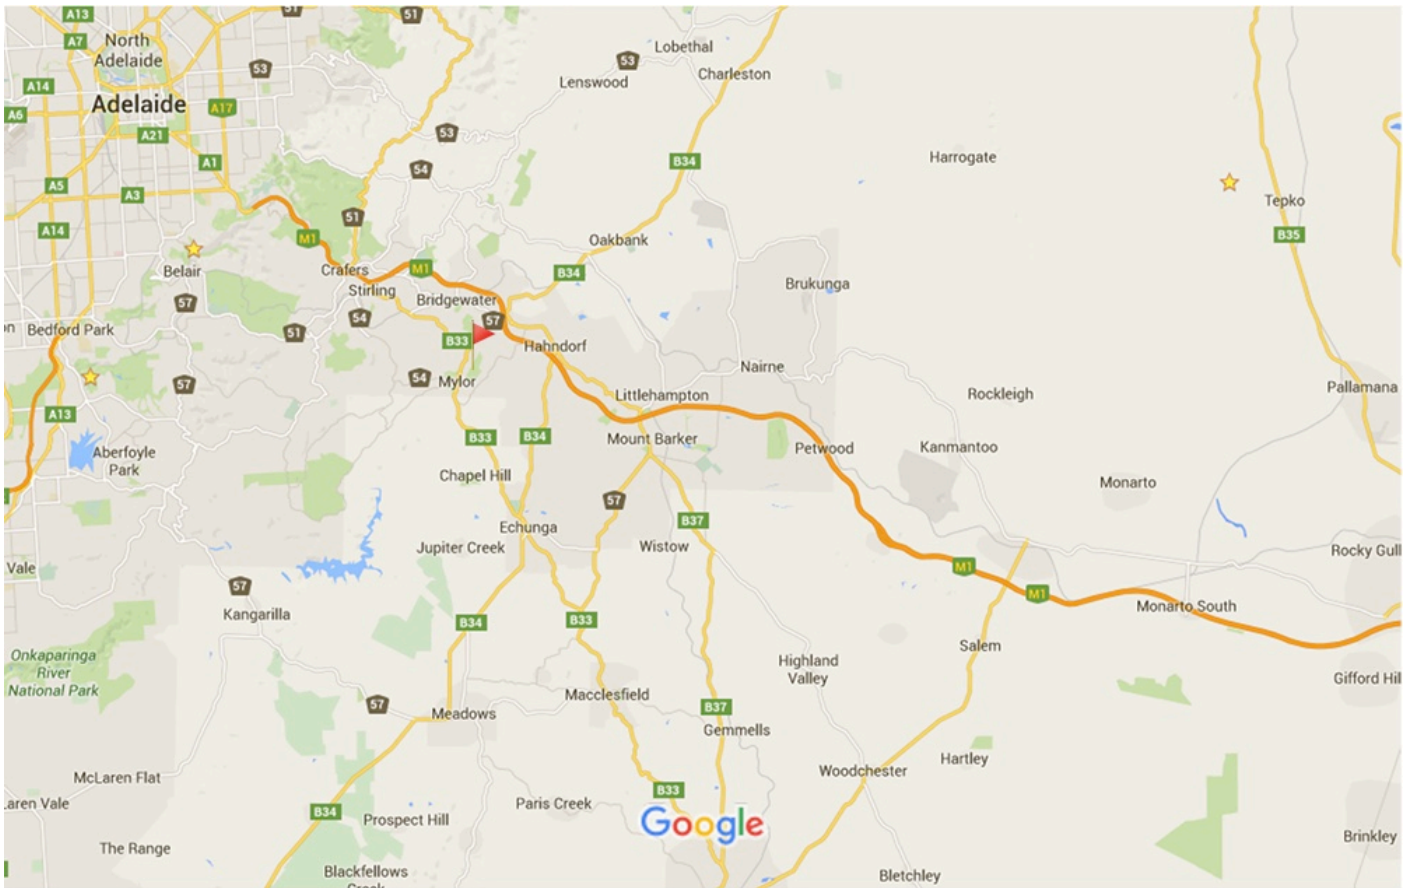 A13
51
51
A7
North
Adelaide
Lobethal
53
53
Charleston
Lenswood
A14
Adelaide
A17
A6
A21
53
A1
B34
Harrogate
54
A5
A3
Tepko
51
A14
M1
B35
Oakbank
Belair
Crafers
M1
B34
Stirling
Brukunga
57
Bridgewater
54
57
Bedford Park
51
B33
Hahndorf
Nairne
54
57
Mylor
Pallamana
Littlehampton
Rockleigh
A13
B33
B34
Mount Barker
Petwood
Kanmantoo
Aberfoyle
Park
Chapel Hill
Monarto
57
B37
Echunga
Jupiter Creek
Wistow
Rocky Gull
Vale
M1
57
M1
Kangarilla
B34
B33
Monarto South
Salem
Onkaparinga
River
National Park
Highland
Valley
Gifford Hil
Macclesfield
57
B37
Meadows
Gemmells
Hartley
McLaren Flat
Woodchester
B33
aren Vale
Paris Creek
B34
Prospect Hill
Google
Brinkley
The Range
Blackfellows
Bletchley